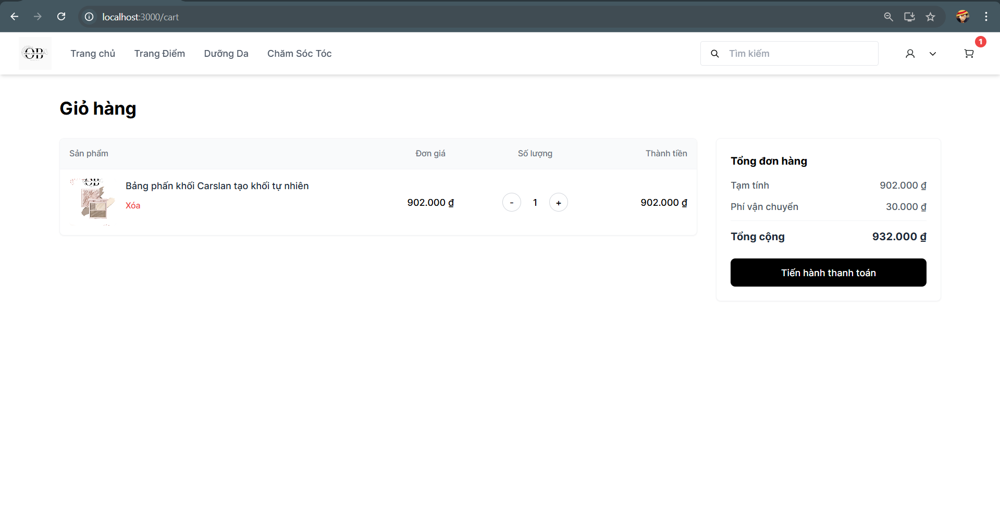 localhost:3000/cart
OB
Trang chủ
Trang Điểm
Dưỡng Da
Chăm Sóc Tóc
Tìm kiếm
1
Giỏ hàng
Sản phẩm
Đơn giá
Số lượng
Thành tiền
OB
Bảng phấn khối Carslan tạo khối tự nhiên
Xóa
902.000 ₫
-
1
+
902.000 ₫
Tổng đơn hàng
Tạm tính
902.000 ₫
Phí vận chuyển
30.000 ₫
Tổng cộng
932.000 ₫
Tiến hành thanh toán